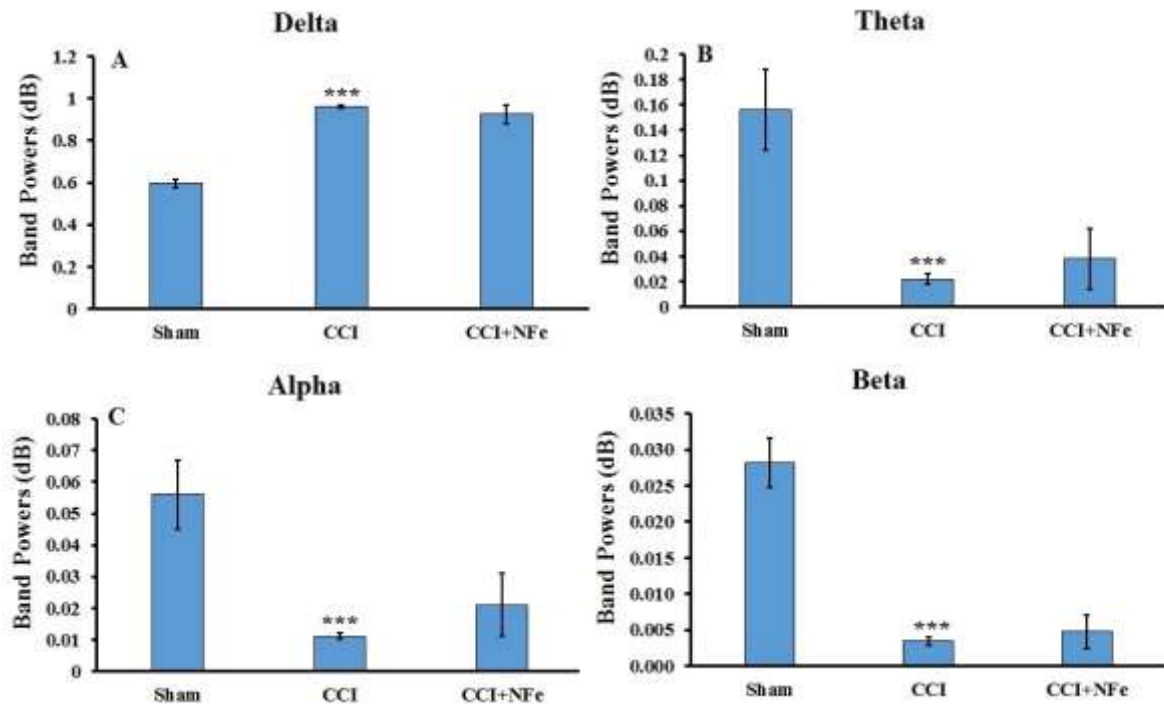 Delta
A
Band Powers (dB)
1.2
1
0.8
0.6
0.4
0.2
0
***
Sham
CCI
CCI+NFe
Theta
B
Band Powers (dB)
0.2
0.18
0.16
0.14
0.12
0.1
0.08
0.06
0.04
0.02
0
***
Sham
CCI
CCI+NFe
Alpha
C
Band Powers (dB)
0.08
0.07
0.06
0.05
0.04
0.03
0.02
0.01
0
***
Sham
CCI
CCI+NFe
Beta
Band Powers (dB)
0.035
0.030
0.025
0.020
0.015
0.010
0.005
0.000
***
Sham
CCI
CCI+NFe